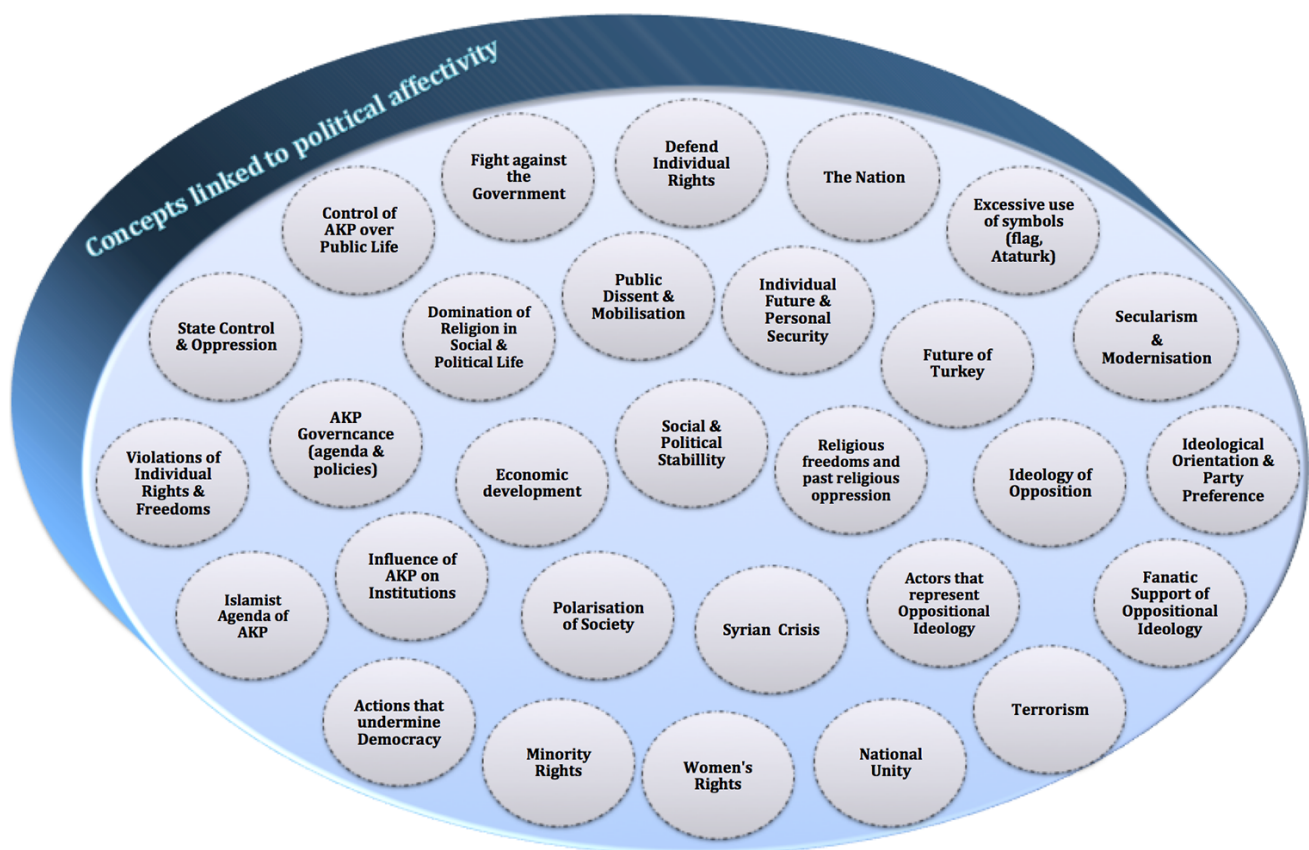 Concepts linked to political affectivity
Fight against
the
Government
Defend
Individual
Rights
The Nation
Control of
AKP over
Public Life
Excessive use
of symbols
(flag,
Ataturk)
Public
Dissent &
Mobilisation
Individual
Future &
Personal
Security
State Control
& Oppression
Domination of
Religion in
Social &
Political Life
Future of
Turkey
Secularism
&
Modernisation
AKP
Governcance
(agenda &
policies)
Social &
Political
Stabillity
Violations of
Individual
Rights &
Freedoms
Economic
development
Religious
freedoms and
past religious
oppression
Ideology of
Opposition
Ideological
Orientation &
Party
Preference
Influence of
AKP on
Institutions
Islamist
Agenda of
AKP
Polarisation
of Society
Syrian Crisis
Actors that
represent
Oppositional
Ideology
Fanatic
Support of
Oppositional
Ideology
Actions that
undermine
Democracy
Minority
Rights
Women's
Rights
National
Unity
Terrorism